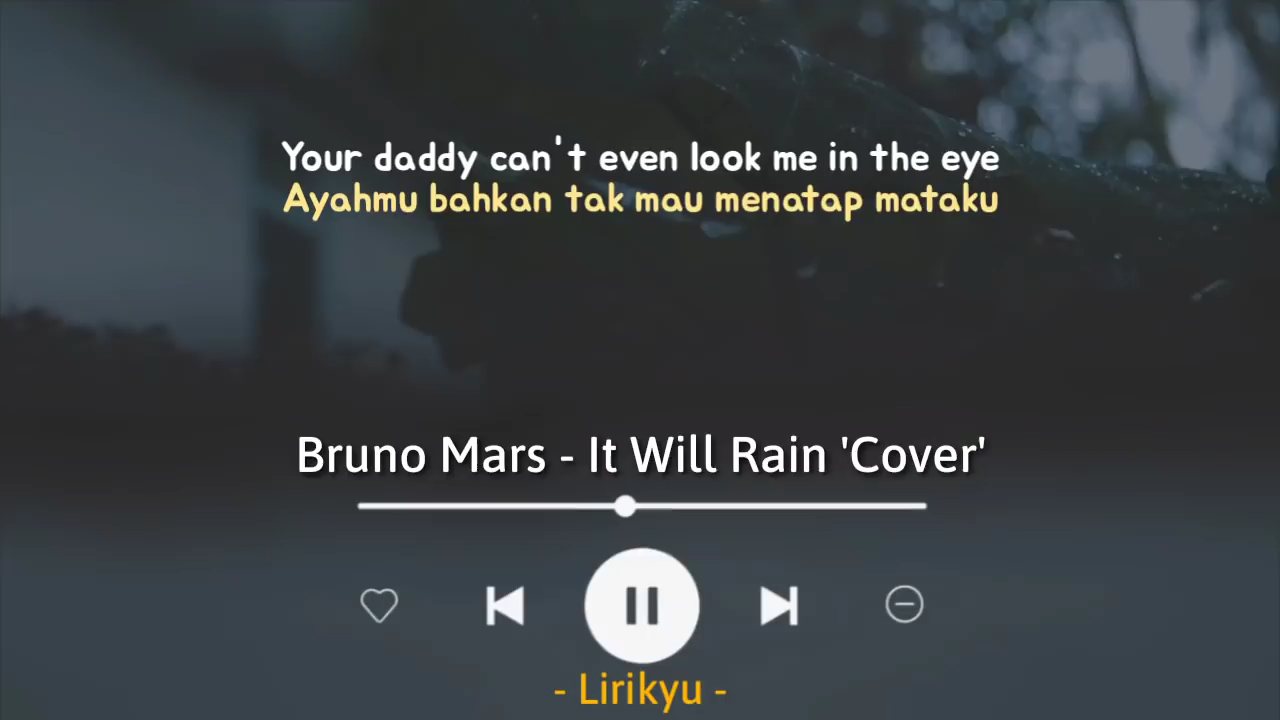 Your daddy can't even look me in the eye
Ayahmu bahkan tak mau menatap mataku
Bruno Mars - It Will Rain 'Cover'
- Lirikyu -